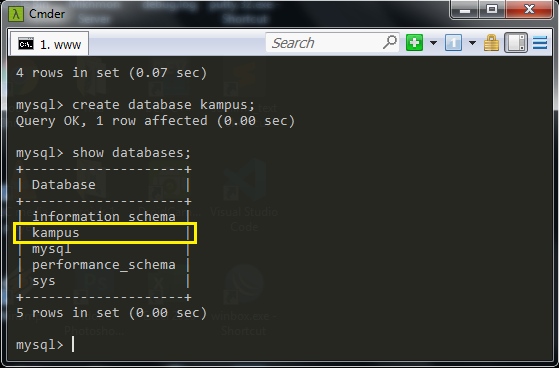 Cmder
1. www
Search
4 rows in set (0.07 sec)
mysql> create database kampus;
Query OK, 1 row affected (0.00 sec)
mysql> show databases;
+--------------------+
| Database           |
+--------------------+
| information_schema |
| kampus             |
| mysql              |
| performance_schema |
| sys                |
+--------------------+
5 rows in set (0.00 sec)
mysql>